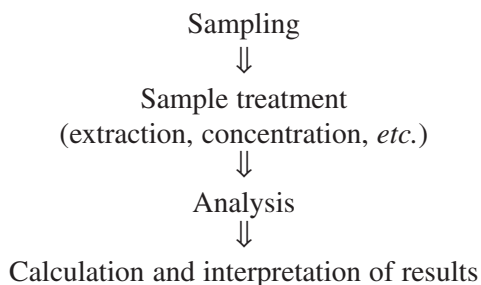 Sampling
⇓
Sample treatment
(extraction, concentration, etc.)
⇓
Analysis
⇓
Calculation and interpretation of results